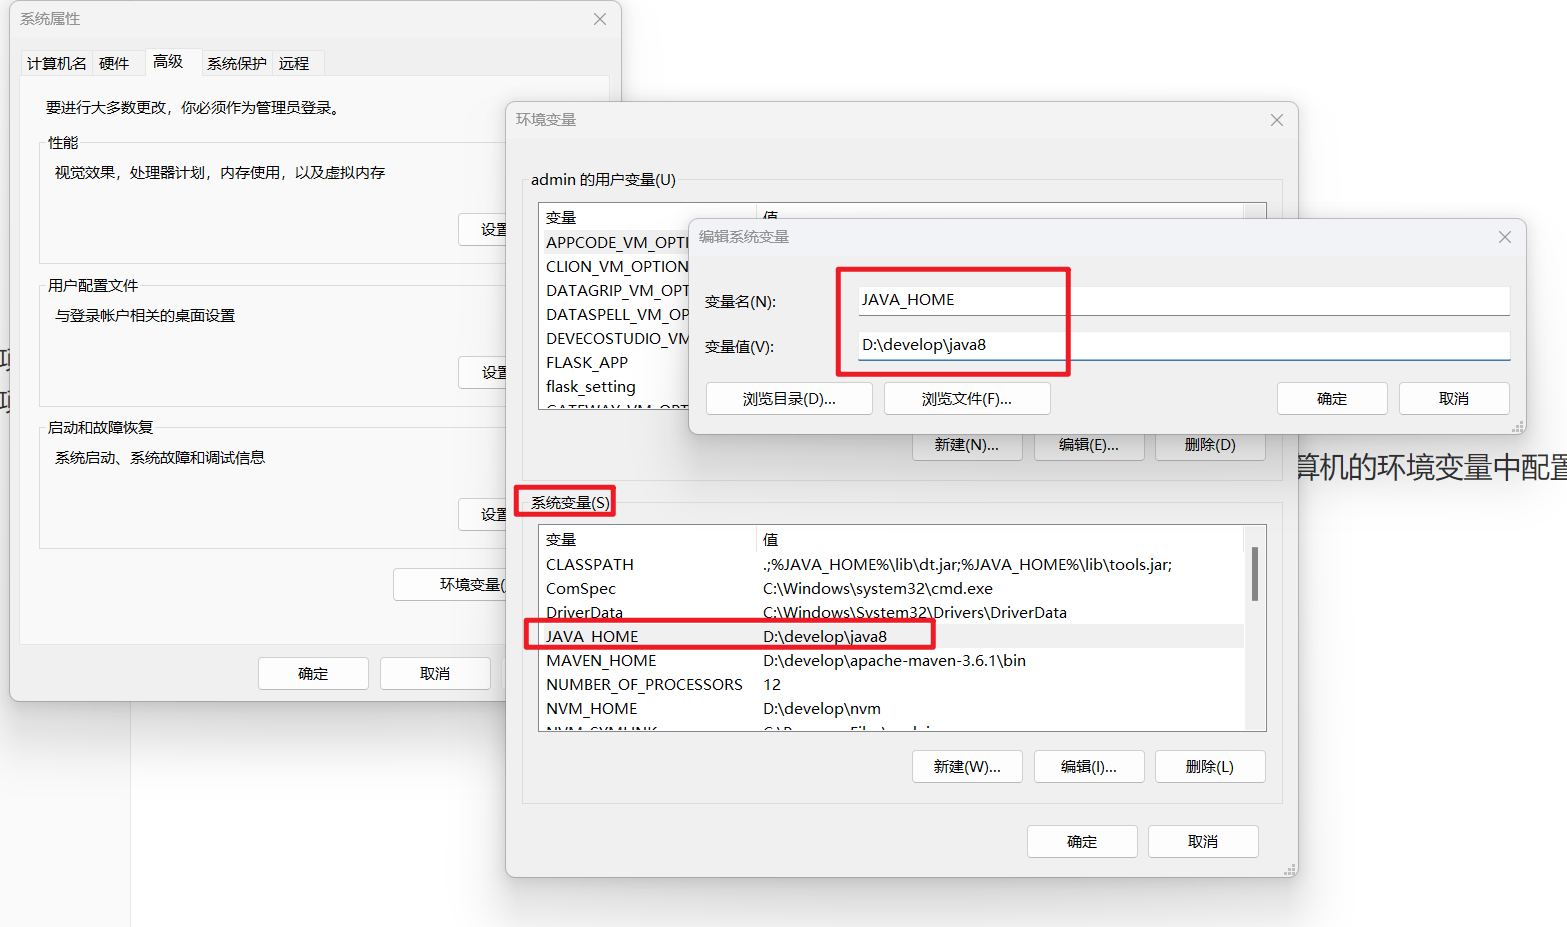 系统属性
计算机名
硬件
高级
系统保护
远程
要进行大多数更改，你必须作为管理员登录。
性能
视觉效果，处理器计划，内存使用，以及虚拟内存
设置
用户配置文件
与登录帐户相关的桌面设置
设置
启动和故障恢复
系统启动、系统故障和调试信息
设置
环境变量(
确定
取消
环境变量
admin 的用户变量(U)
变量
值
APPCODE_VM_OPTI
CLION_VM_OPTION
DATAGRIP_VM_OPT
DATASPELL_VM_OP
DEVECOSTUDIO_VM
FLASK_APP
flask_setting
GATEWAY_VM_OPT
新建(N)...
编辑(E)...
删除(D)
编辑系统变量
变量名(N):
JAVA_HOME
变量值(V):
D:\develop\java8
浏览目录(D)...
浏览文件(F)...
确定
取消
系统变量(S)
变量
值
CLASSPATH
.;%JAVA_HOME%\lib\dt.jar;%JAVA_HOME%\lib\tools.jar;
ComSpec
C:\Windows\system32\cmd.exe
DriverData
C:\Windows\System32\Drivers\DriverData
JAVA_HOME
D:\develop\java8
MAVEN_HOME
D:\develop\apache-maven-3.6.1\bin
NUMBER_OF_PROCESSORS
12
NVM_HOME
D:\develop\nvm
新建(W)...
编辑(I)...
删除(L)
确定
取消
算机的环境变量中配置